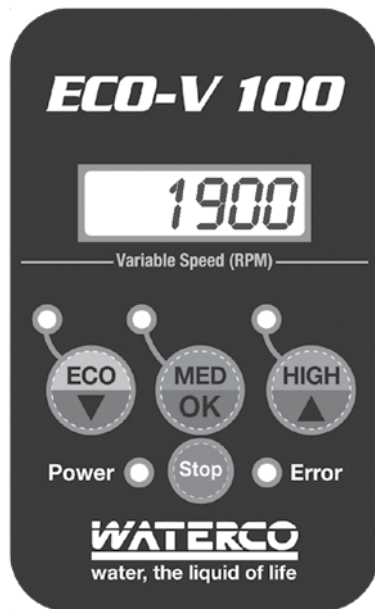 ECO-V 100
1900
Variable Speed (RPM)
ECO MED OK HIGH
Power Stop Error
WATERCO
water, the liquid of life